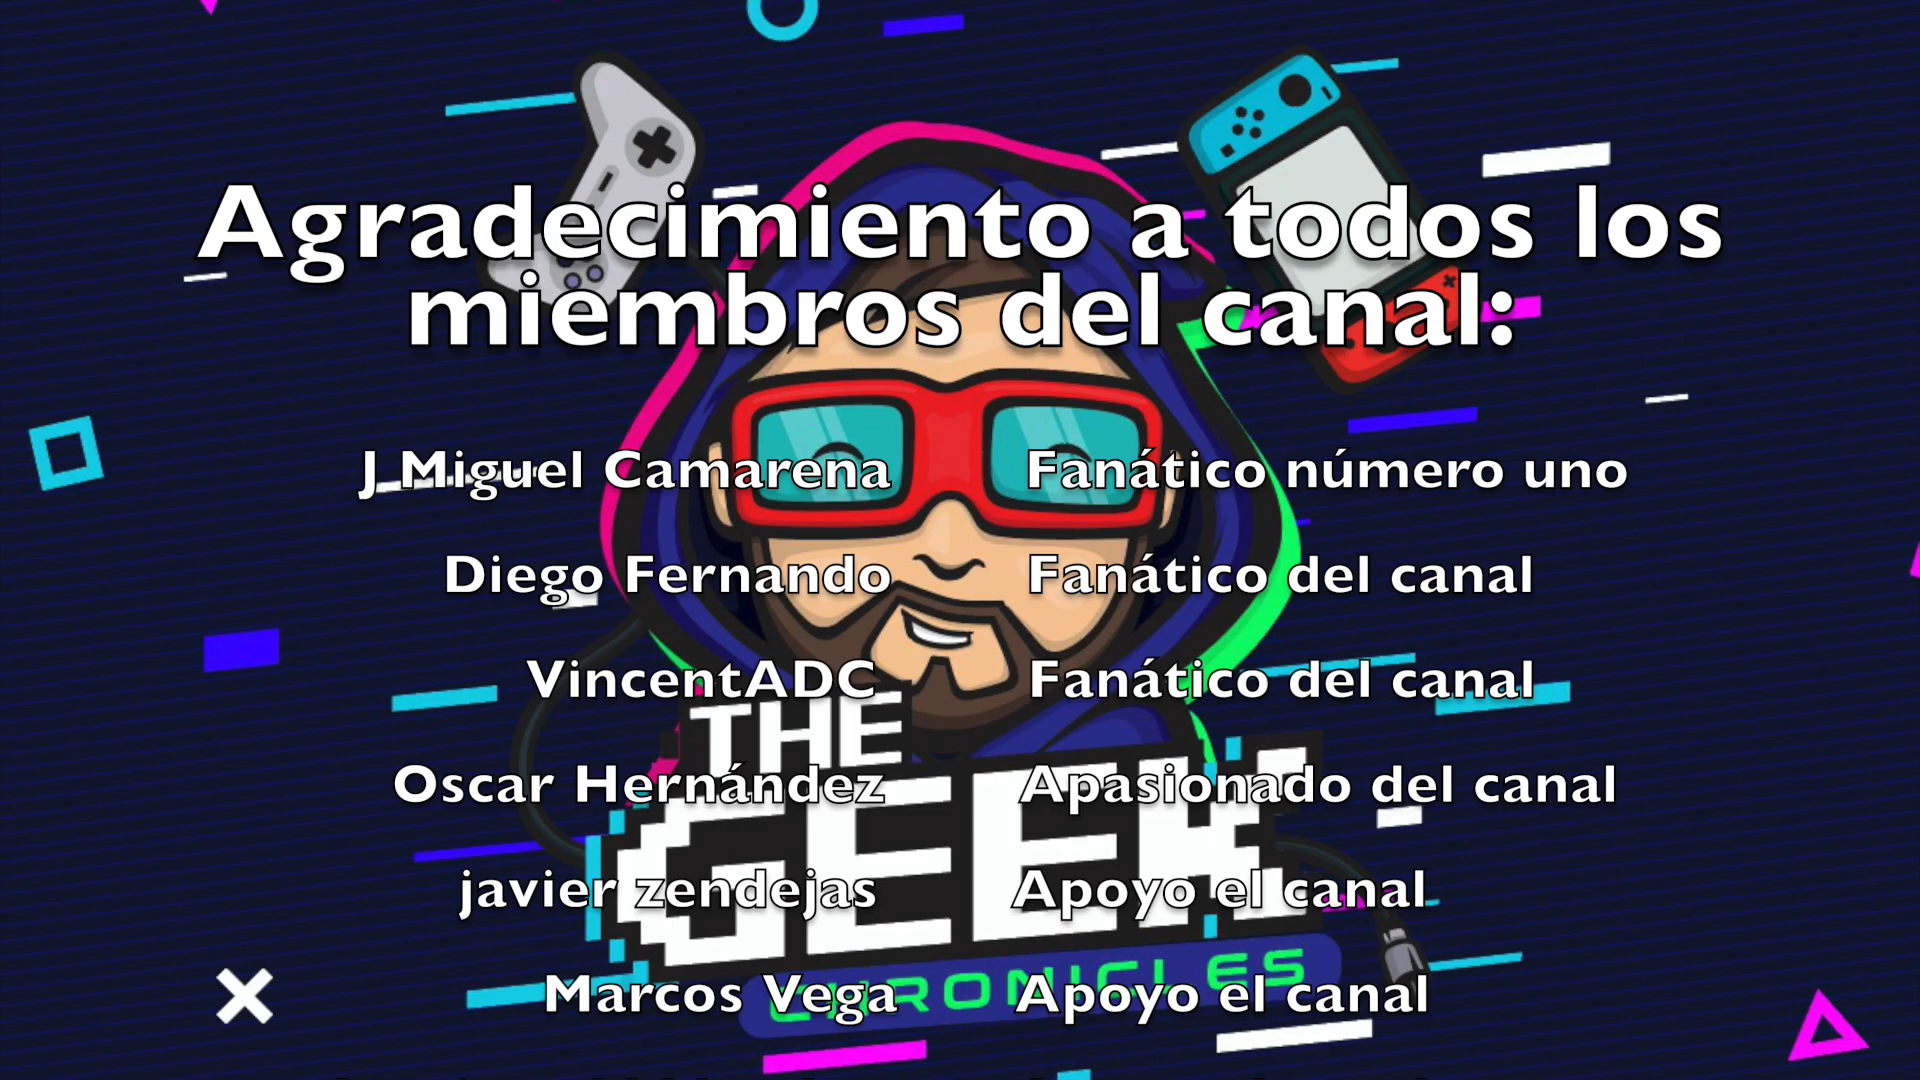 Agradecimiento a todos los
miembros del canal:
J Miguel Camarena Fanático número uno
Diego Fernando Fanático del canal
VincentADC Fanático del canal
THE
Oscar Hernández Apasionado del canal
GEEK
javier zendejas Apoyo el canal
CHRONICLES
Marcos Vega Apoyo el canal